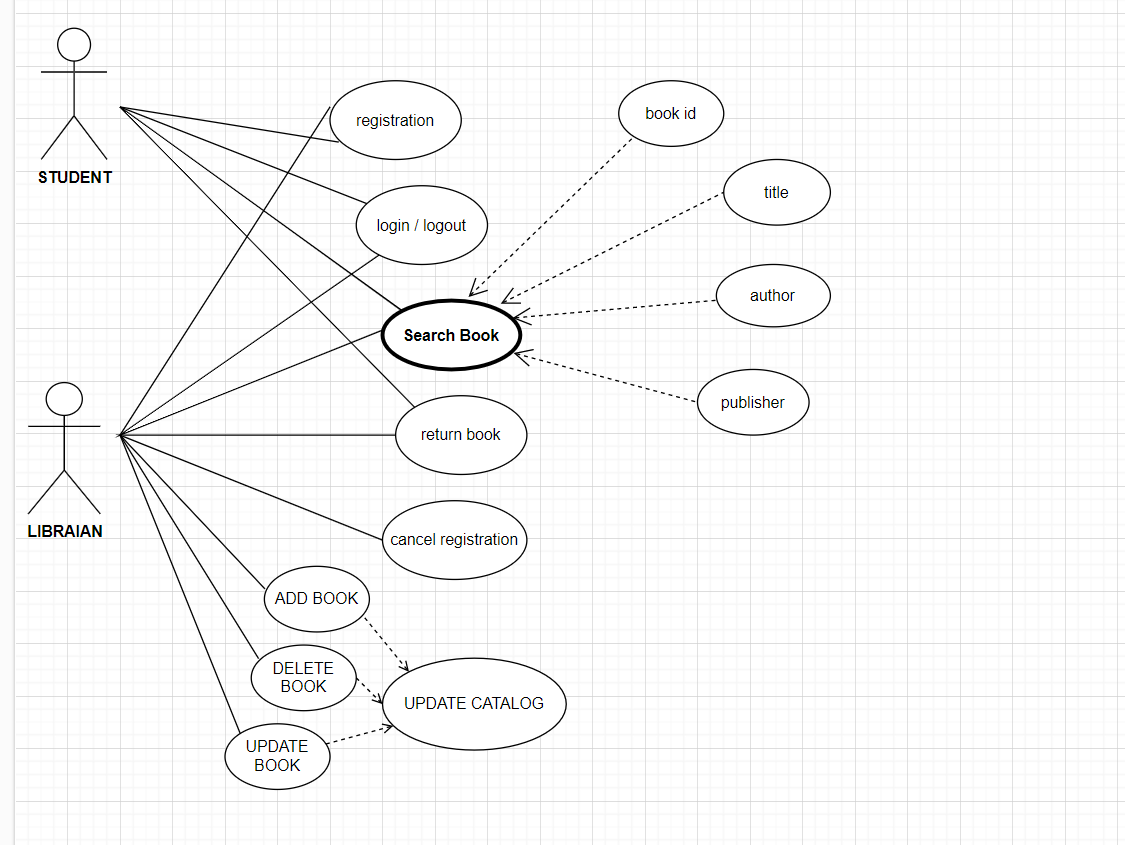 STUDENT
registration
book id
title
login / logout
author
Search Book
publisher
return book
LIBRAIAN
cancel registration
ADD BOOK
DELETE
BOOK
UPDATE CATALOG
UPDATE
BOOK